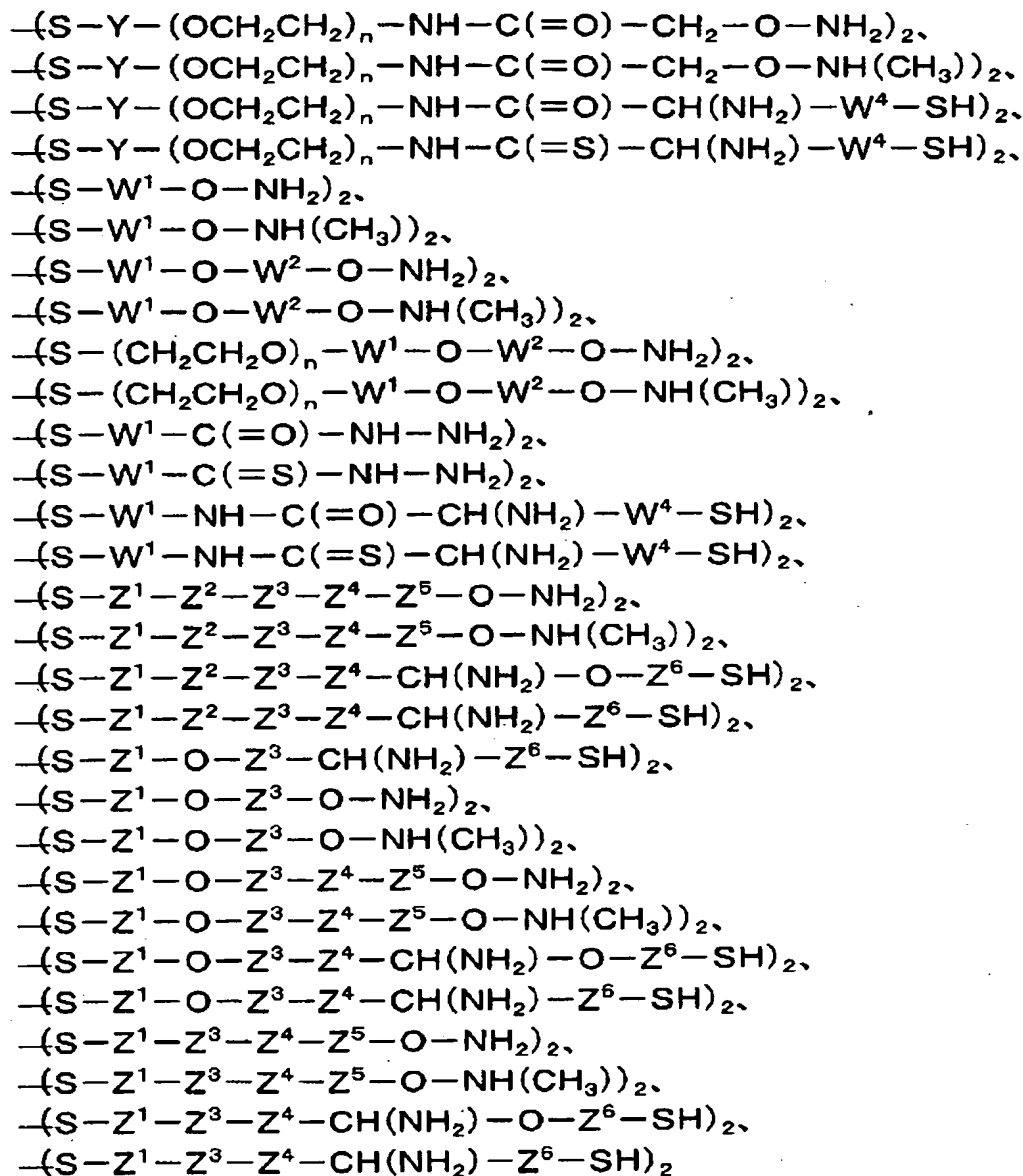 -(S-Y-(OCH₂CH₂)ₙ-NH-C(=O)-CH₂-O-NH₂)₂、
-(S-Y-(OCH₂CH₂)ₙ-NH-C(=O)-CH₂-O-NH(CH₃))₂、
-(S-Y-(OCH₂CH₂)ₙ-NH-C(=O)-CH(NH₂)-W⁴-SH)₂、
-(S-Y-(OCH₂CH₂)ₙ-NH-C(=S)-CH(NH₂)-W⁴-SH)₂、
-(S-W¹-O-NH₂)₂、
-(S-W¹-O-NH(CH₃))₂、
-(S-W¹-O-W²-O-NH₂)₂、
-(S-W¹-O-W²-O-NH(CH₃))₂、
-(S-(CH₂CH₂O)ₙ-W¹-O-W²-O-NH₂)₂、
-(S-(CH₂CH₂O)ₙ-W¹-O-W²-O-NH(CH₃))₂、
-(S-W¹-C(=O)-NH-NH₂)₂、
-(S-W¹-C(=S)-NH-NH₂)₂、
-(S-W¹-NH-C(=O)-CH(NH₂)-W⁴-SH)₂、
-(S-W¹-NH-C(=S)-CH(NH₂)-W⁴-SH)₂、
-(S-Z¹-Z²-Z³-Z⁴-Z⁵-O-NH₂)₂、
-(S-Z¹-Z²-Z³-Z⁴-Z⁵-O-NH(CH₃))₂、
-(S-Z¹-Z²-Z³-Z⁴-CH(NH₂)-O-Z⁶-SH)₂、
-(S-Z¹-Z²-Z³-Z⁴-CH(NH₂)-Z⁶-SH)₂、
-(S-Z¹-O-Z³-CH(NH₂)-Z⁶-SH)₂、
-(S-Z¹-O-Z³-O-NH₂)₂、
-(S-Z¹-O-Z³-O-NH(CH₃))₂、
-(S-Z¹-O-Z³-Z⁴-Z⁵-O-NH₂)₂、
-(S-Z¹-O-Z³-Z⁴-Z⁵-O-NH(CH₃))₂、
-(S-Z¹-O-Z³-Z⁴-CH(NH₂)-O-Z⁶-SH)₂、
-(S-Z¹-O-Z³-Z⁴-CH(NH₂)-Z⁶-SH)₂、
-(S-Z¹-Z³-Z⁴-Z⁵-O-NH₂)₂、
-(S-Z¹-Z³-Z⁴-Z⁵-O-NH(CH₃))₂、
-(S-Z¹-Z³-Z⁴-CH(NH₂)-O-Z⁶-SH)₂、
-(S-Z¹-Z³-Z⁴-CH(NH₂)-Z⁶-SH)₂